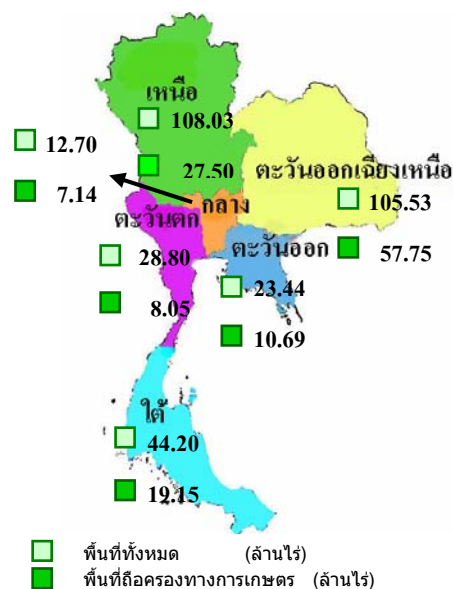 เหนือ
108.03
27.50
12.70
7.14
ตะวันออกเฉียงเหนือ
105.53
57.75
กลาง
ตะวันตก
28.80
8.05
ตะวันออก
23.44
10.69
ใต้
44.20
19.15
พื้นที่ทั้งหมด (ล้านไร่)
พื้นที่ถือครองทางการเกษตร (ล้านไร่)